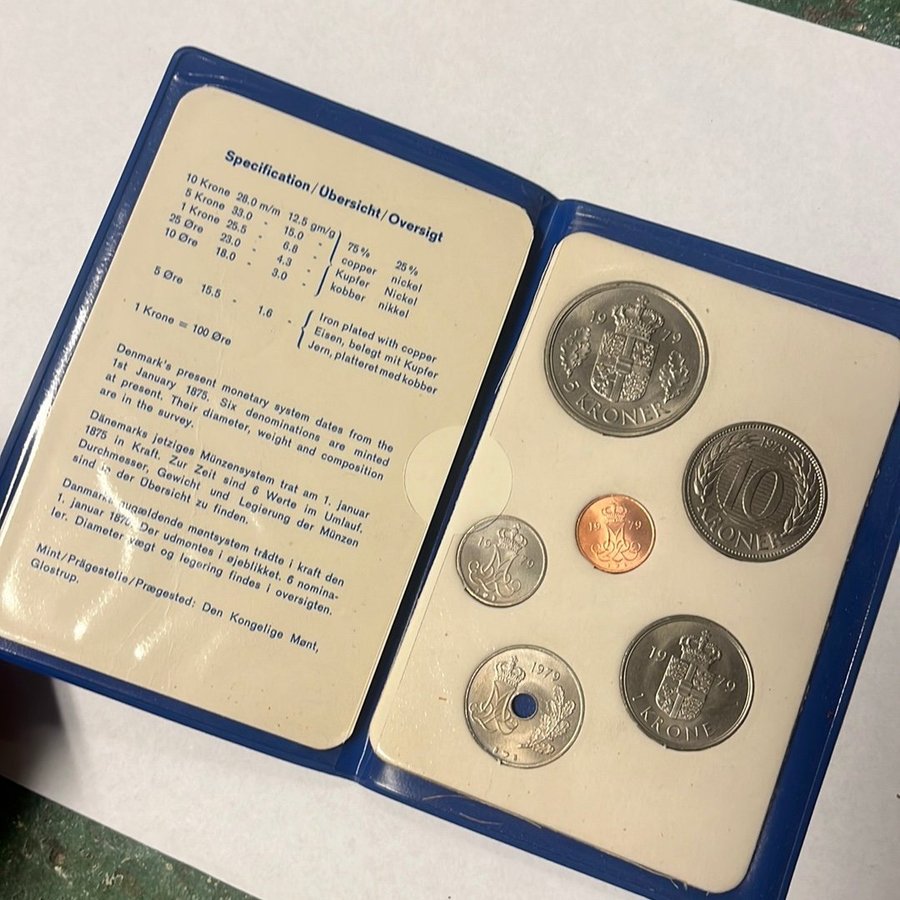 Specification/Übersicht/Oversigt
10 Krone 28.0 m/m 12.5 gm/g
5 Krone 33.0 - 15.0 -
1 Krone 25.5 - 6.8 -
25 Øre 23.0 - 4.3 -
10 Øre 18.0 - 3.0 -
75% 25%
copper nickel
Kupfer Nickel
kobber nikkel
5 Øre 15.5 - 1.6 -
Iron plated with copper
Eisen, belegt mit Kupfer
Jern, platteret med kobber
1 Krone = 100 Øre
Denmark's present monetary system dates from the
1st January 1875. Six denominations are minted
at present. Their diameter, weight and composition
are in the survey.
Dänemarks jetziges Münzensystem trat am 1. januar
1875 in Kraft. Zur Zeit sind 6 Werte im Umlauf.
Durchmesser, Gewicht und Legierung der Münzen
sind in der Übersicht zu finden.
Danmarks nugældende møntsystem trådte i kraft den
1. januar 1875. Der udmøntes i øjeblikket. 6 nomina-
ler. Diameter vægt og legering findes i oversigten.
Mint/Prägestelle/Prægested: Den Kongelige Mønt,
Glostrup.
1979
5 KRONER
1979
10
KRONER
1979
1979
1979
1979
1 KRONE